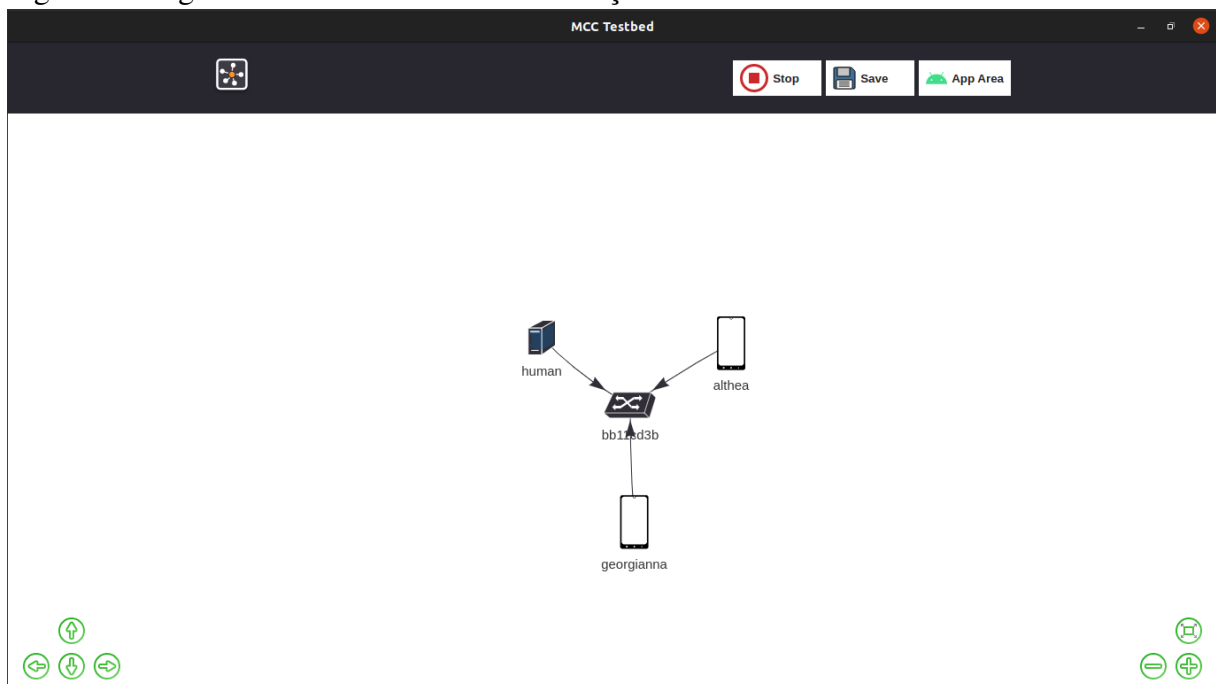 MCC Testbed
Stop
Save
App Area
human
althea
georgianna